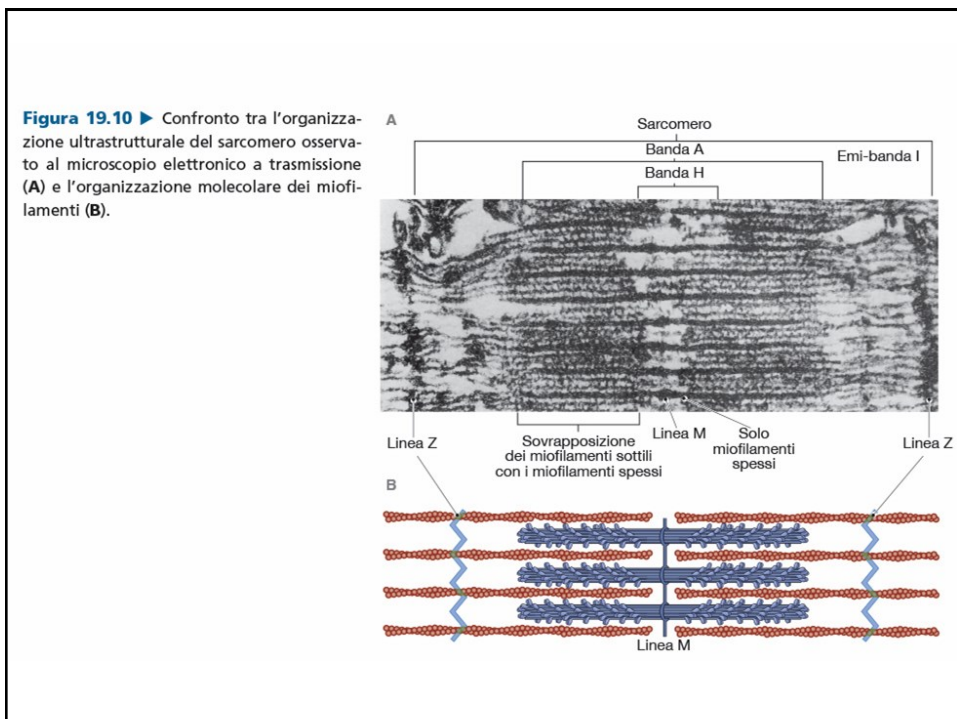 Figura 19.10 ▶ Confronto tra l'organizza-
zione ultrastrutturale del sarcomero osserva-
to al microscopio elettronico a trasmissione
(A) e l'organizzazione molecolare dei miofi-
lamenti (B).
A
Sarcomero
Banda A
Emi-banda I
Banda H
Linea Z
Sovrapposizione
dei miofilamenti sottili
con i miofilamenti spessi
Linea M
Solo
miofilamenti
spessi
Linea Z
B
Linea M